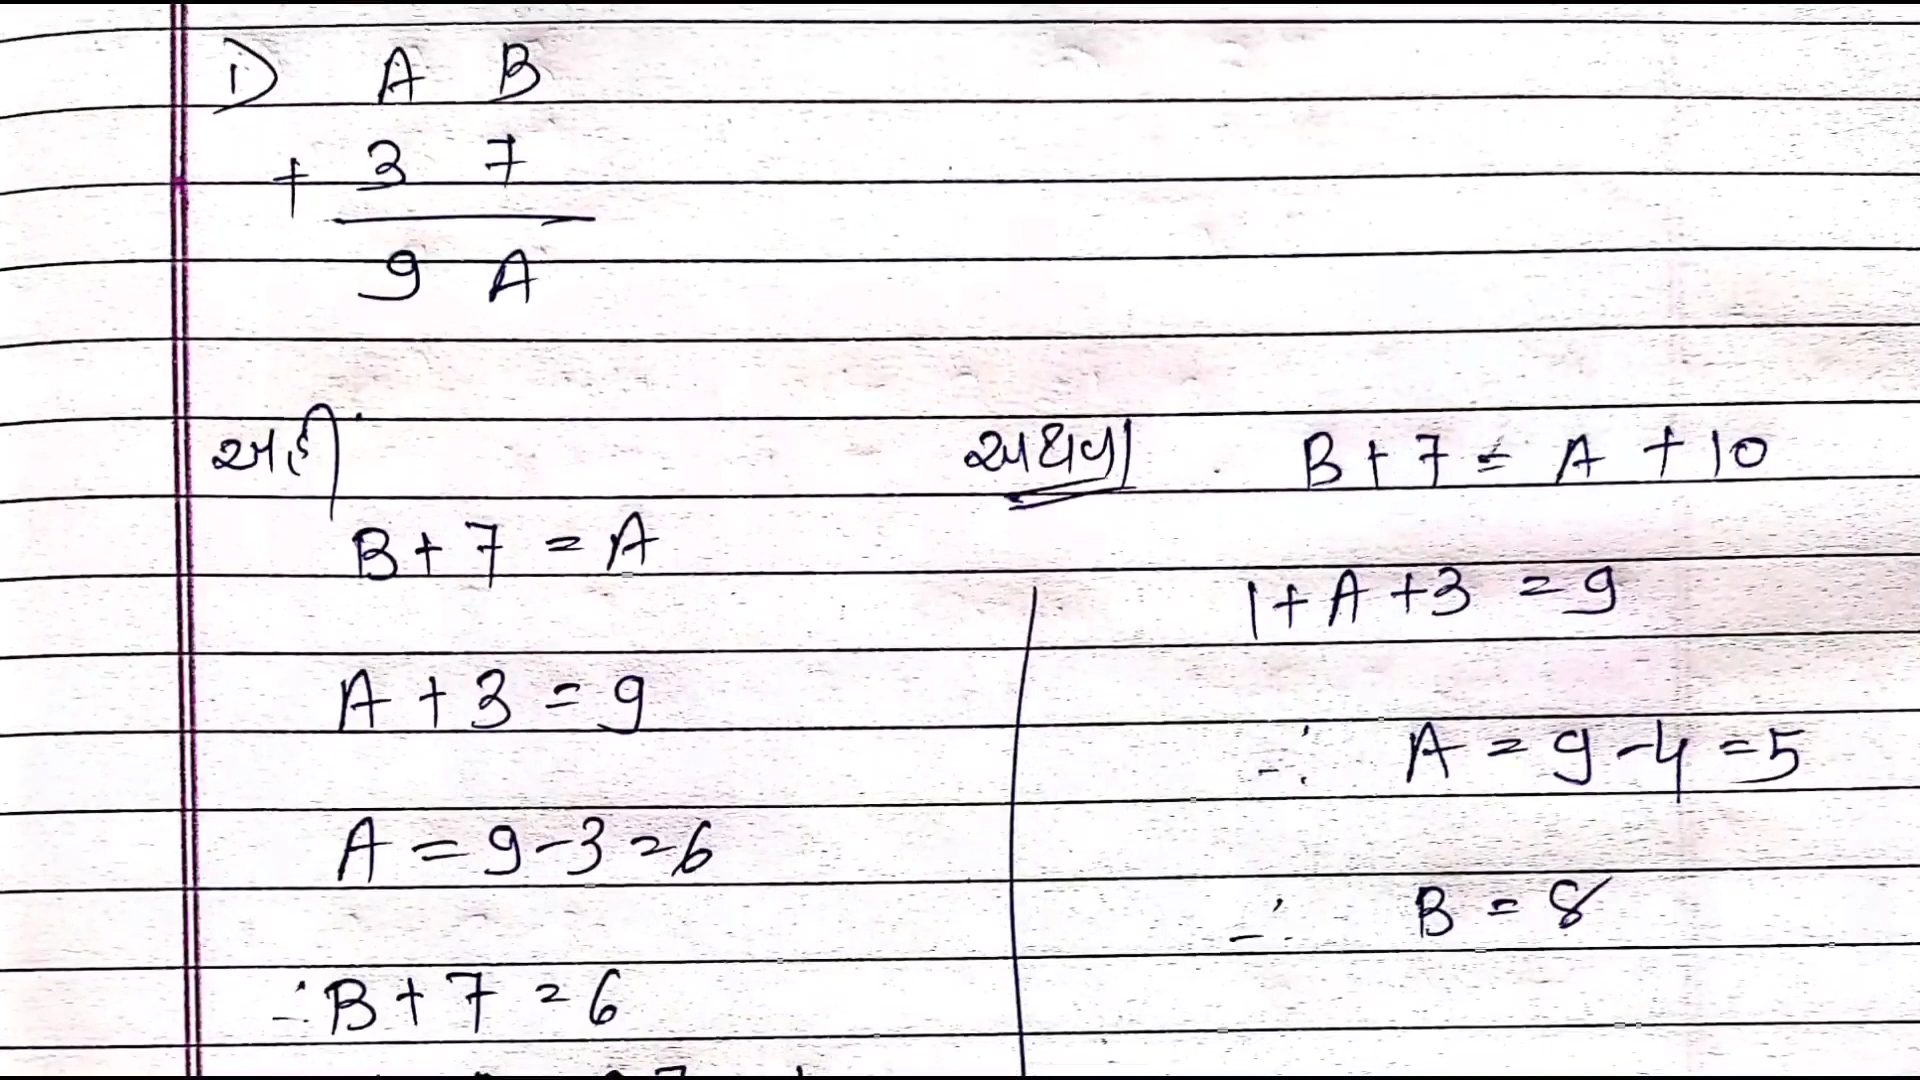 1) A B
+ 3 7
9 A
અહીં
B + 7 = A
A + 3 = 9
A = 9 - 3 = 6
∴ B + 7 = 6
અથવા B + 7 = A + 10
1 + A + 3 = 9
∴ A = 9 - 4 = 5
∴ B = 8